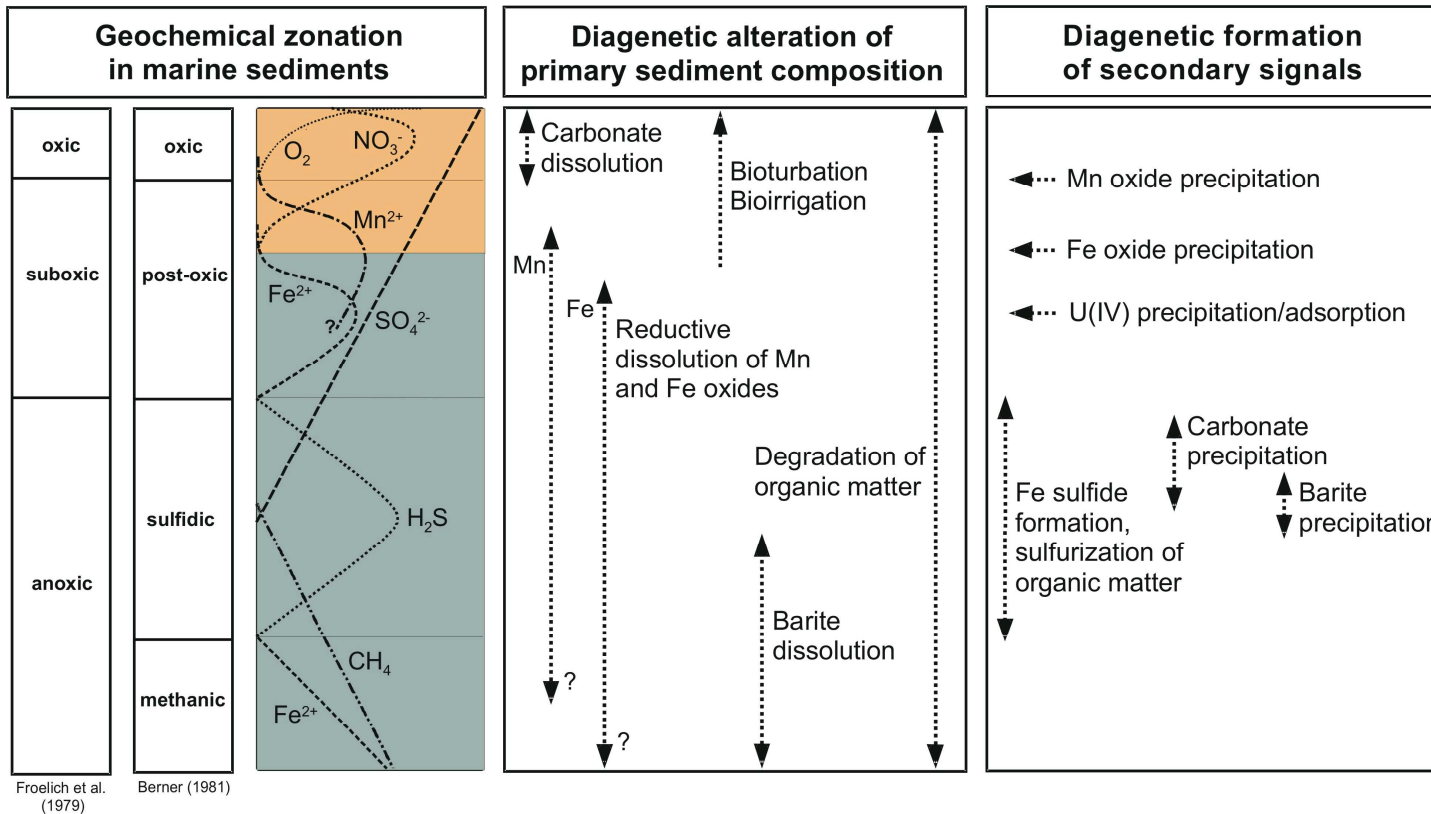 Geochemical zonation
in marine sediments
Diagenetic alteration of
primary sediment composition
Diagenetic formation
of secondary signals
oxic
suboxic
anoxic
Froelich et al.
(1979)
oxic
post-oxic
sulfidic
methanic
Berner (1981)
O₂
NO₃⁻
Mn²⁺
Fe²⁺
?
SO₄²⁻
H₂S
CH₄
Fe²⁺
Carbonate
dissolution
Bioturbation
Bioirrigation
Mn
Fe
Reductive
dissolution of Mn
and Fe oxides
Degradation of
organic matter
Barite
dissolution
?
?
Mn oxide precipitation
Fe oxide precipitation
U(IV) precipitation/adsorption
Carbonate
precipitation
Fe sulfide
formation,
sulfurization of
organic matter
Barite
precipitation